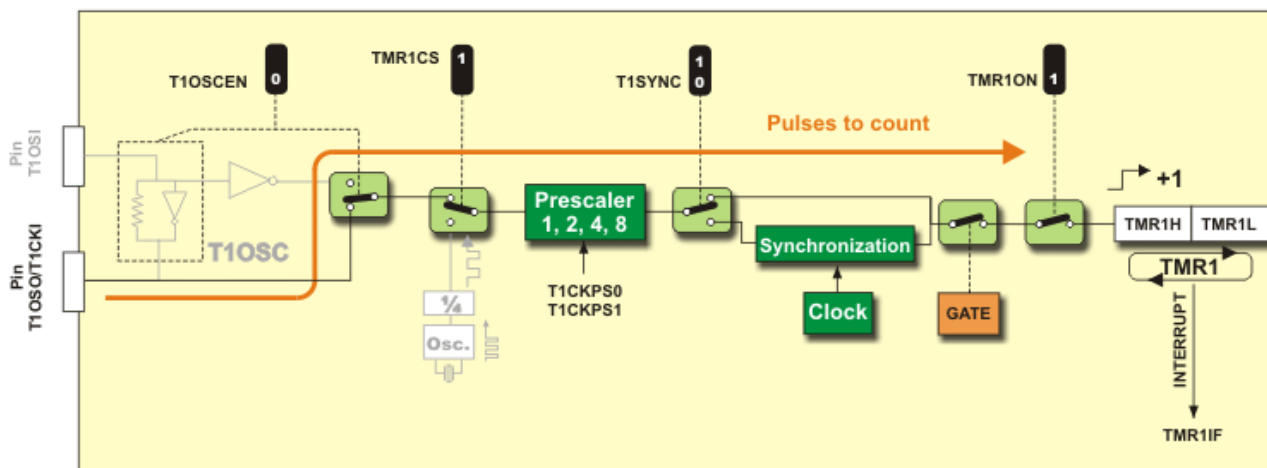 T1OSCEN
0
TMR1CS
1
T1SYNC
1
0
TMR1ON
1
Pulses to count
Pin
T1OSI
T1OSC
Pin
T1OSO/T1CKI
Prescaler
1, 2, 4, 8
T1CKPS0
T1CKPS1
¼
Osc.
Synchronization
Clock
GATE
+1
TMR1H
TMR1L
TMR1
INTERRUPT
TMR1IF